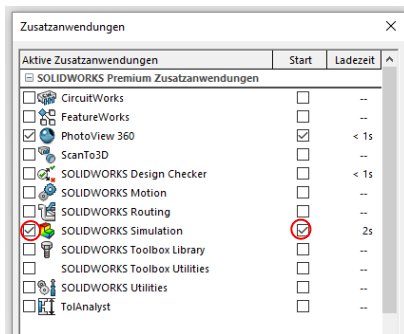 Zusatzanwendungen
Aktive Zusatzanwendungen Start Ladezeit
SOLIDWORKS Premium Zusatzanwendungen
CircuitWorks --
FeatureWorks --
PhotoView 360 < 1s
ScanTo3D --
SOLIDWORKS Design Checker < 1s
SOLIDWORKS Motion --
SOLIDWORKS Routing --
SOLIDWORKS Simulation 2s
SOLIDWORKS Toolbox Library --
SOLIDWORKS Toolbox Utilities --
SOLIDWORKS Utilities --
TolAnalyst --